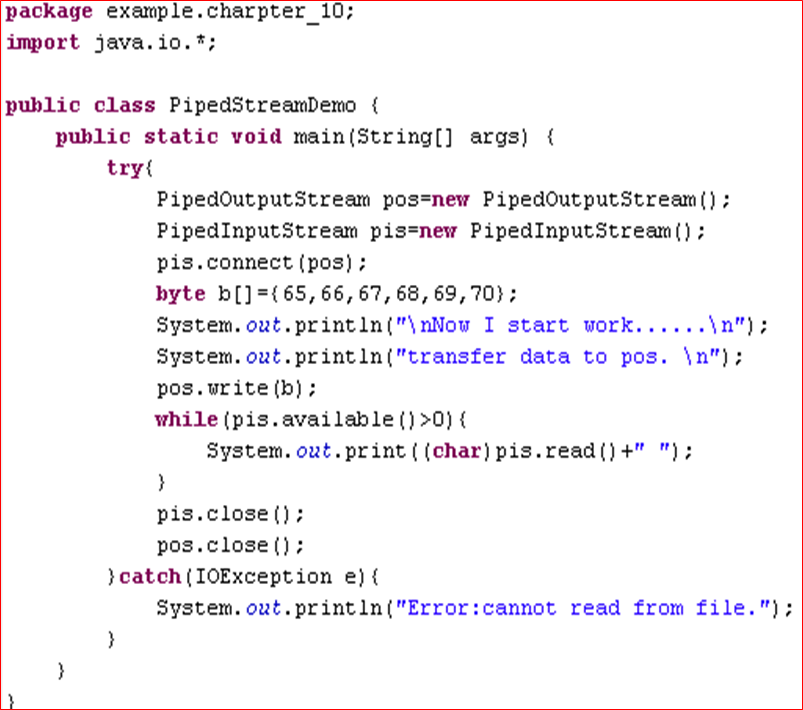 package example.charpter_10;
import java.io.*;

public class PipedStreamDemo {
    public static void main(String[] args) {
        try{
            PipedOutputStream pos=new PipedOutputStream();
            PipedInputStream pis=new PipedInputStream();
            pis.connect(pos);
            byte b[]={65,66,67,68,69,70};
            System.out.println("\nNow I start work......\n");
            System.out.println("transfer data to pos. \n");
            pos.write(b);
            while(pis.available()>0){
                System.out.print((char)pis.read()+" ");
            }
            pis.close();
            pos.close();
        }catch(IOException e){
            System.out.println("Error:cannot read from file.");
        }
    }
}